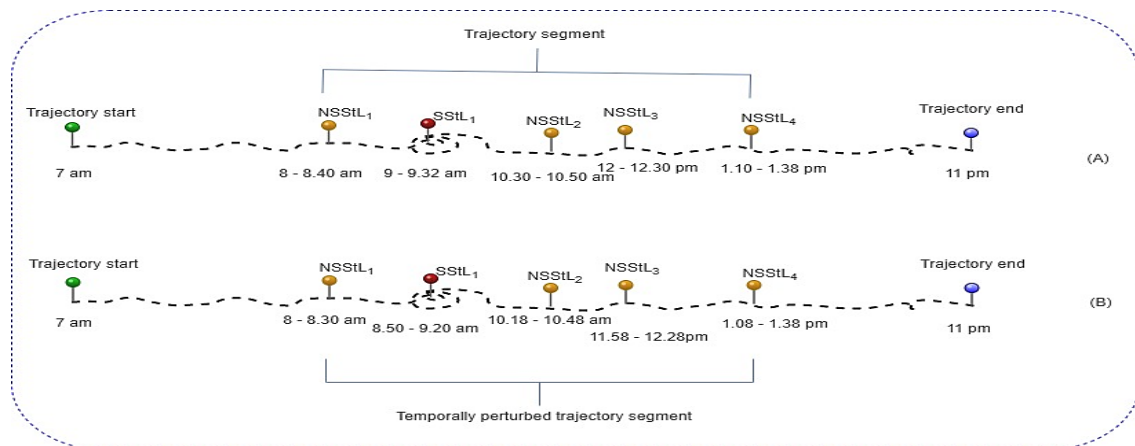 Trajectory segment
Trajectory start
NSStL₁
SStL₁
NSStL₂
NSStL₃
NSStL₄
Trajectory end
7 am
8 - 8.40 am
9 - 9.32 am
10.30 - 10.50 am
12 - 12.30 pm
1.10 - 1.38 pm
11 pm
(A)
Trajectory start
NSStL₁
SStL₁
NSStL₂
NSStL₃
NSStL₄
Trajectory end
7 am
8 - 8.30 am
8.50 - 9.20 am
10.18 - 10.48 am
11.58 - 12.28pm
1.08 - 1.38 pm
11 pm
(B)
Temporally perturbed trajectory segment